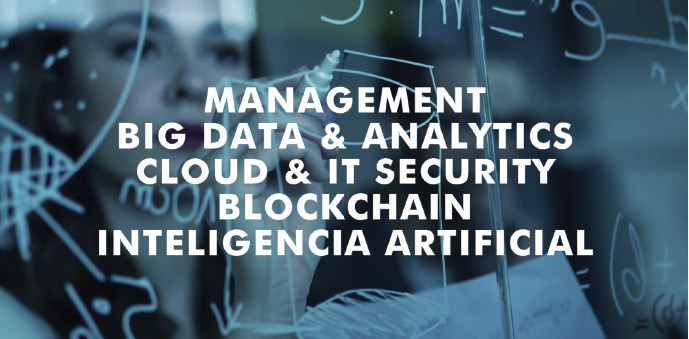 MANAGEMENT
BIG DATA & ANALYTICS
CLOUD & IT SECURITY
BLOCKCHAIN
INTELIGENCIA ARTIFICIAL